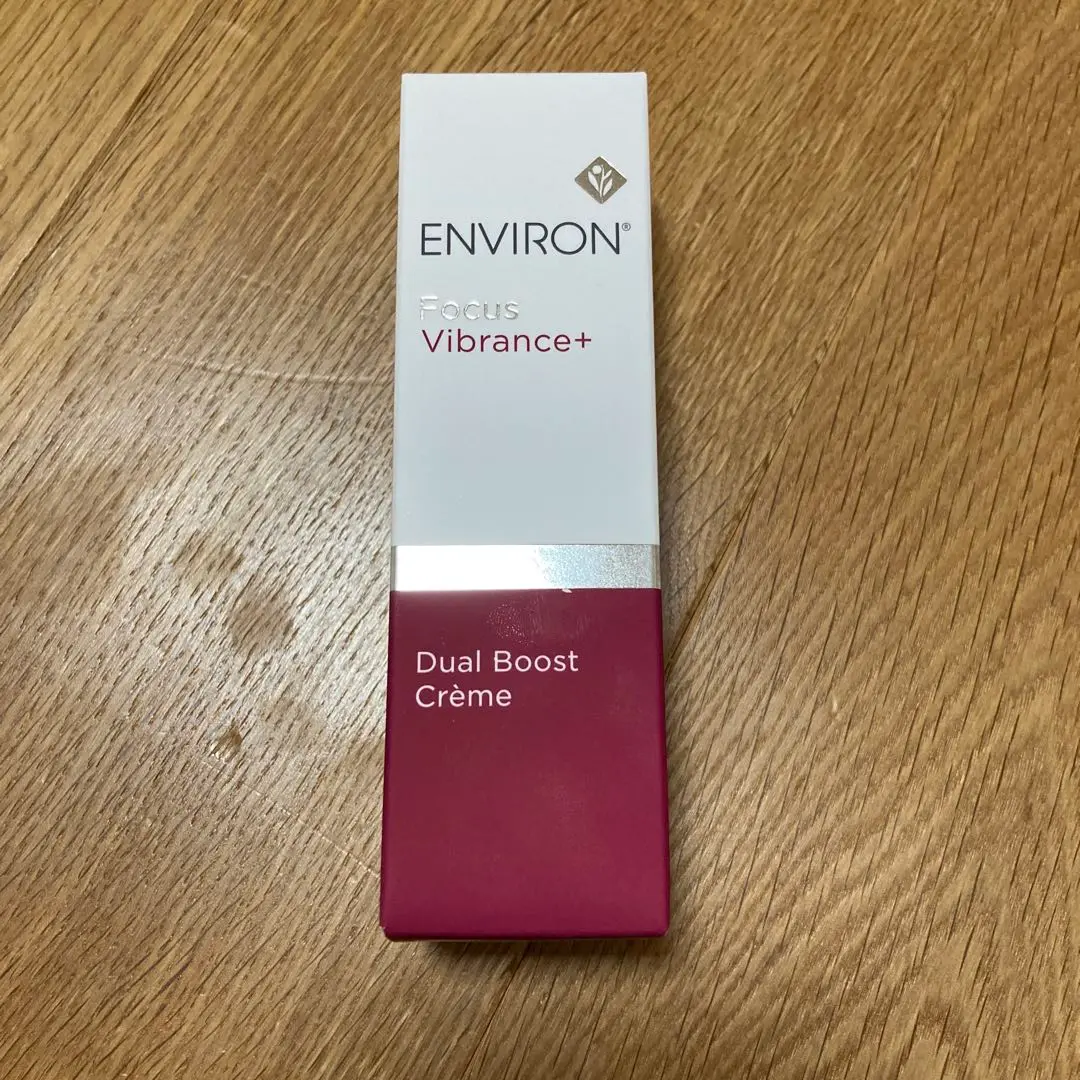 ENVIRON®
Focus
Vibrance+
Dual Boost
Crème